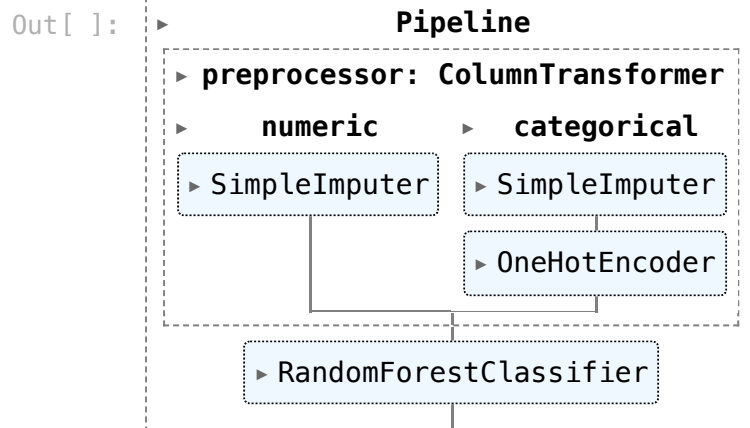 Out[ ]:
▸ Pipeline
▸ preprocessor: ColumnTransformer
▸ numeric ▸ categorical
▸ SimpleImputer ▸ SimpleImputer
▸ OneHotEncoder
▸ RandomForestClassifier